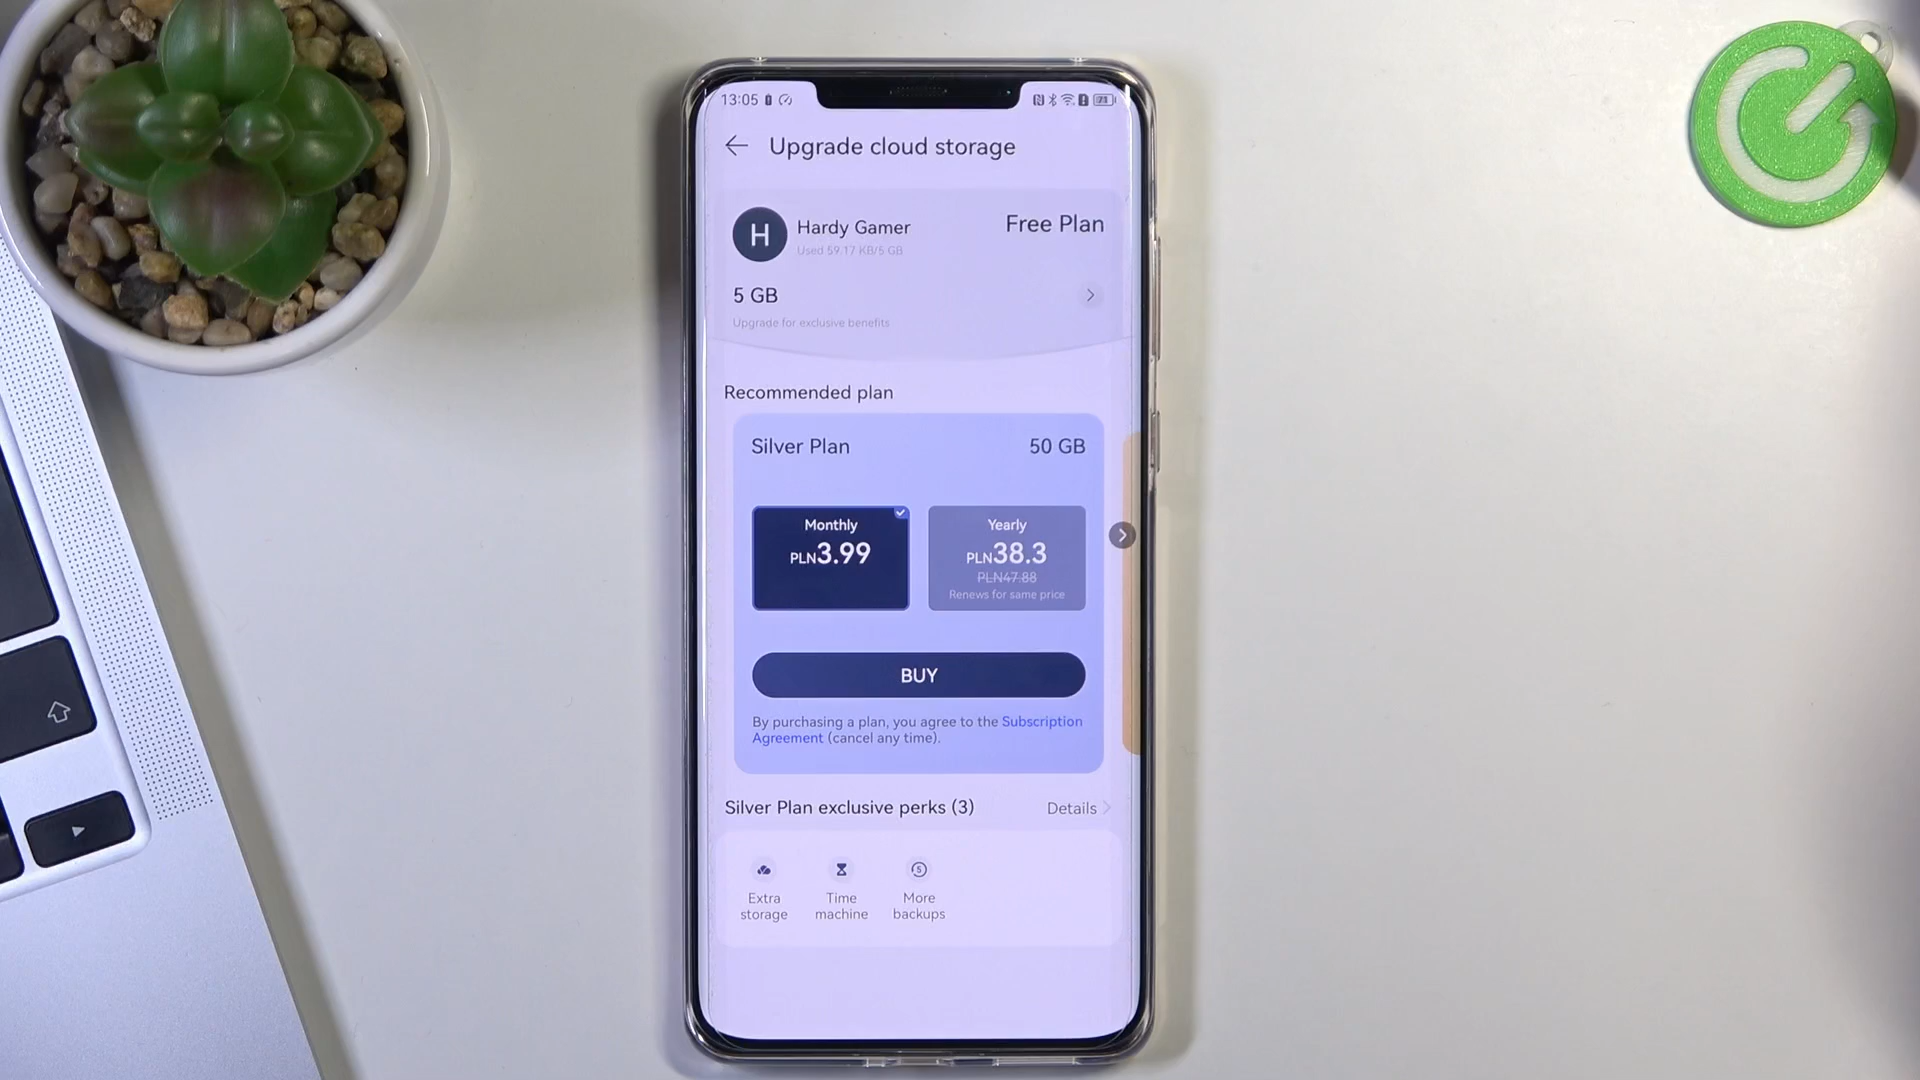 13:05
Upgrade cloud storage
H
Hardy Gamer
Free Plan
Used 59.17 KB/5 GB
5 GB
Upgrade for exclusive benefits
Recommended plan
Silver Plan
50 GB
Monthly
PLN3.99
Yearly
PLN38.3
PLN47.88
Renews for same price
BUY
By purchasing a plan, you agree to the Subscription
Agreement (cancel any time).
Silver Plan exclusive perks (3)
Details
Extra
storage
Time
machine
5
More
backups